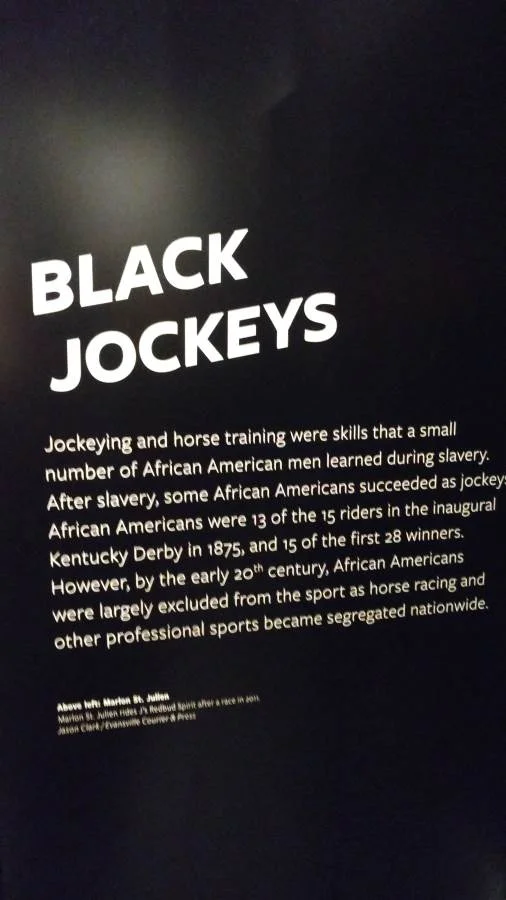 BLACK
JOCKEYS
Jockeying and horse training were skills that a small
number of African American men learned during slavery.
After slavery, some African Americans succeeded as jockeys
African Americans were 13 of the 15 riders in the inaugural
Kentucky Derby in 1875, and 15 of the first 28 winners.
However, by the early 20th century, African Americans
were largely excluded from the sport as horse racing and
other professional sports became segregated nationwide.
Above left: Marlon St. Julien
Marlon St. Julien rides J's Redbud Spirit after a race in 2011
Jason Clark/Evansville Courier & Press